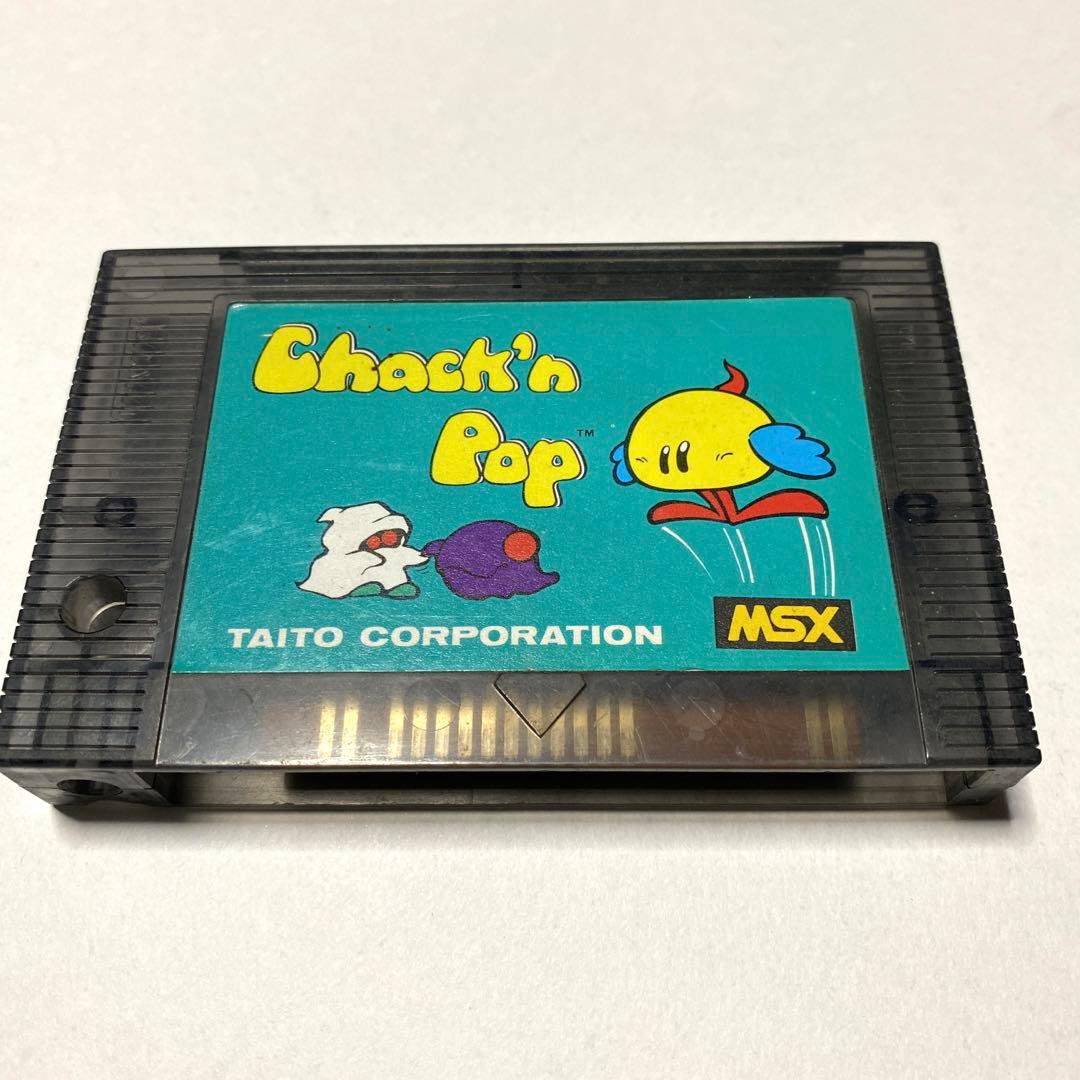 Chack'n
Pop™
TAITO CORPORATION
MSX